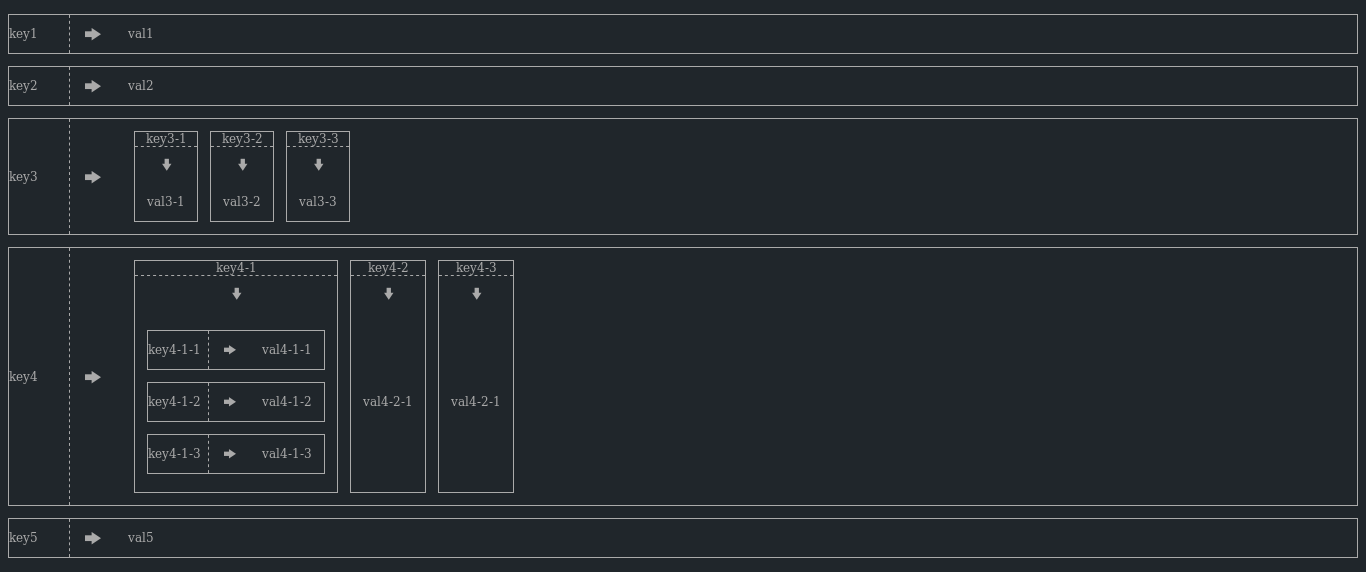 key1 val1
key2 val2
key3-1 key3-2 key3-3
key3
val3-1 val3-2 val3-3
key4-1 key4-2 key4-3
key4-1-1 val4-1-1
key4
key4-1-2 val4-1-2 val4-2-1 val4-2-1
key4-1-3 val4-1-3
key5 val5